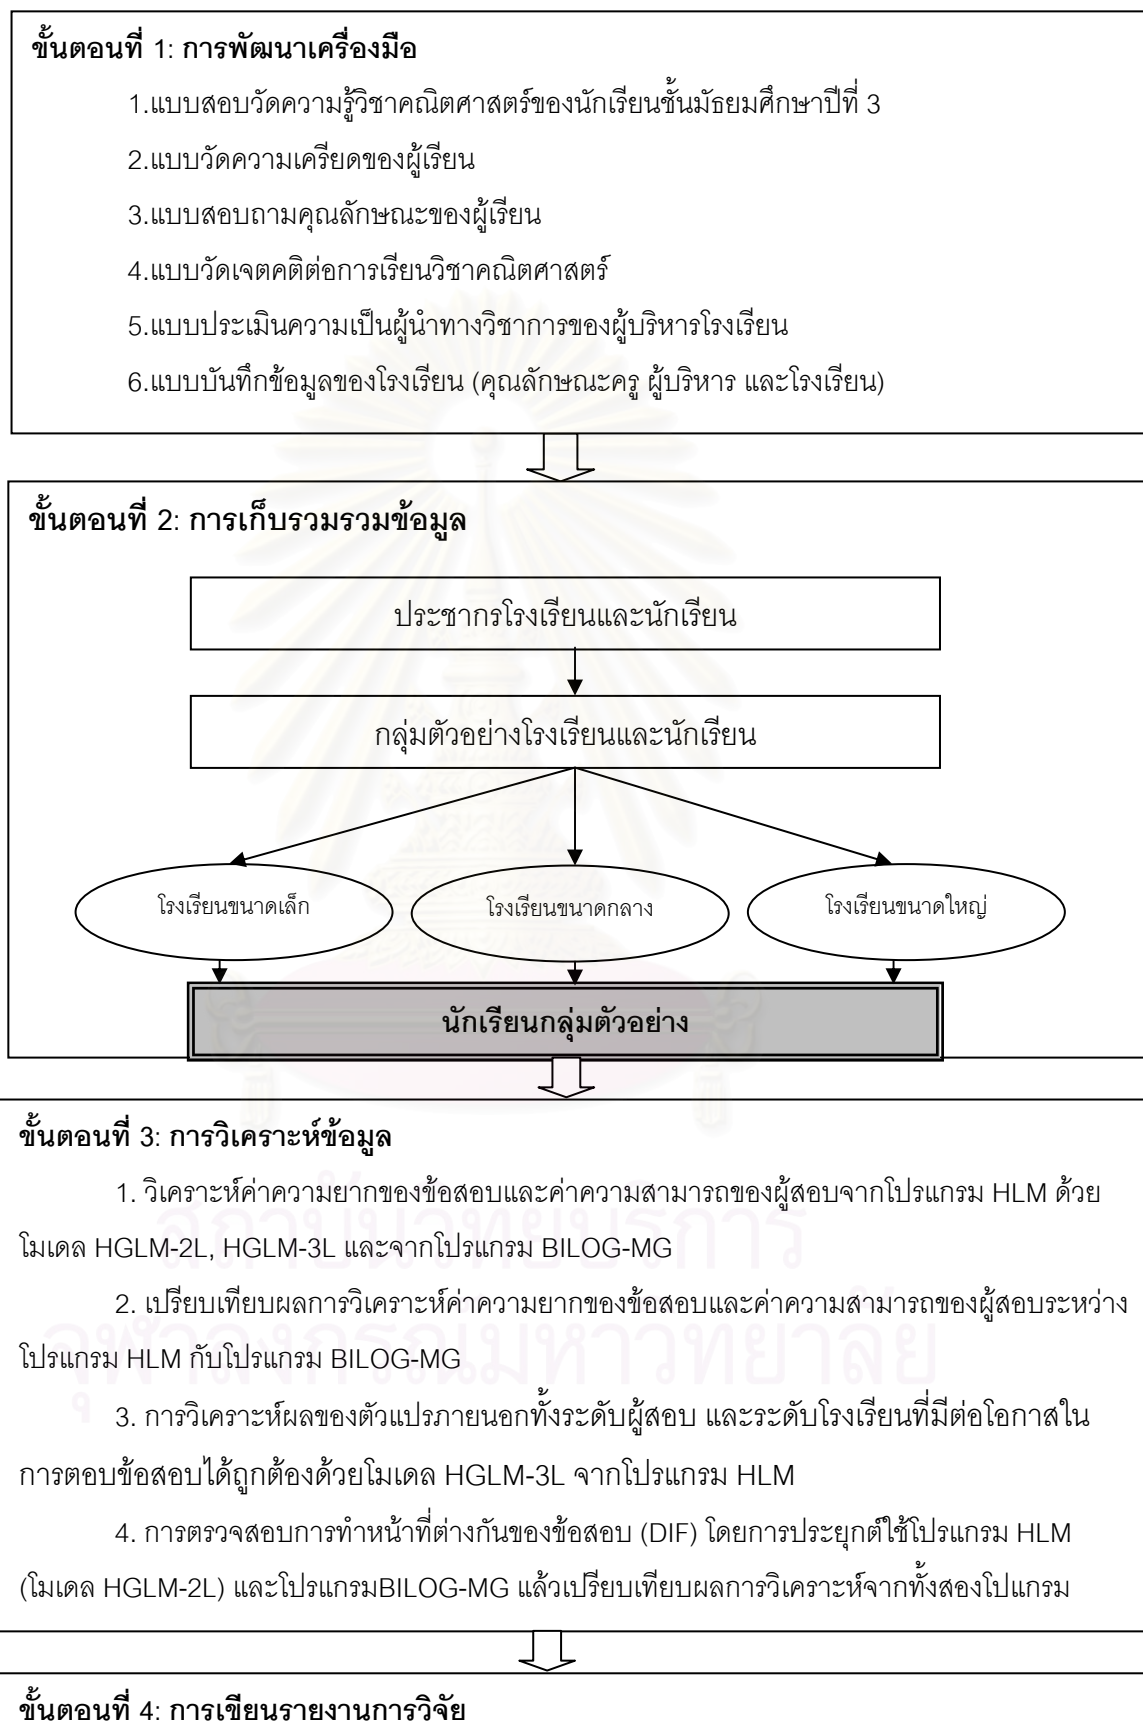 ขั้นตอนที่ 1: การพัฒนาเครื่องมือ
1.แบบสอบวัดความรู้วิชาคณิตศาสตร์ของนักเรียนชั้นมัธยมศึกษาปีที่ 3
2.แบบวัดความเครียดของผู้เรียน
3.แบบสอบถามคุณลักษณะของผู้เรียน
4.แบบวัดเจตคติต่อการเรียนวิชาคณิตศาสตร์
5.แบบประเมินความเป็นผู้นำทางวิชาการของผู้บริหารโรงเรียน
6.แบบบันทึกข้อมูลของโรงเรียน (คุณลักษณะครู ผู้บริหาร และโรงเรียน)
ขั้นตอนที่ 2: การเก็บรวมรวมข้อมูล
ประชากรโรงเรียนและนักเรียน
กลุ่มตัวอย่างโรงเรียนและนักเรียน
โรงเรียนขนาดเล็ก
โรงเรียนขนาดกลาง
โรงเรียนขนาดใหญ่
นักเรียนกลุ่มตัวอย่าง
ขั้นตอนที่ 3: การวิเคราะห์ข้อมูล
1. วิเคราะห์ค่าความยากของข้อสอบและค่าความสามารถของผู้สอบจากโปรแกรม HLM ด้วย
โมเดล HGLM-2L, HGLM-3L และจากโปรแกรม BILOG-MG
2. เปรียบเทียบผลการวิเคราะห์ค่าความยากของข้อสอบและค่าความสามารถของผู้สอบระหว่าง
โปรแกรม HLM กับโปรแกรม BILOG-MG
3. การวิเคราะห์ผลของตัวแปรภายนอกทั้งระดับผู้สอบ และระดับโรงเรียนที่มีต่อโอกาสใน
การตอบข้อสอบได้ถูกต้องด้วยโมเดล HGLM-3L จากโปรแกรม HLM
4. การตรวจสอบการทำหน้าที่ต่างกันของข้อสอบ (DIF) โดยการประยุกต์ใช้โปรแกรม HLM
(โมเดล HGLM-2L) และโปรแกรมBILOG-MG แล้วเปรียบเทียบผลการวิเคราะห์จากทั้งสองโปแกรม
สถาบันวิทยบริการ
จุฬาลงกรณ์มหาวิทยาลัย
ขั้นตอนที่ 4: การเขียนรายงานการวิจัย